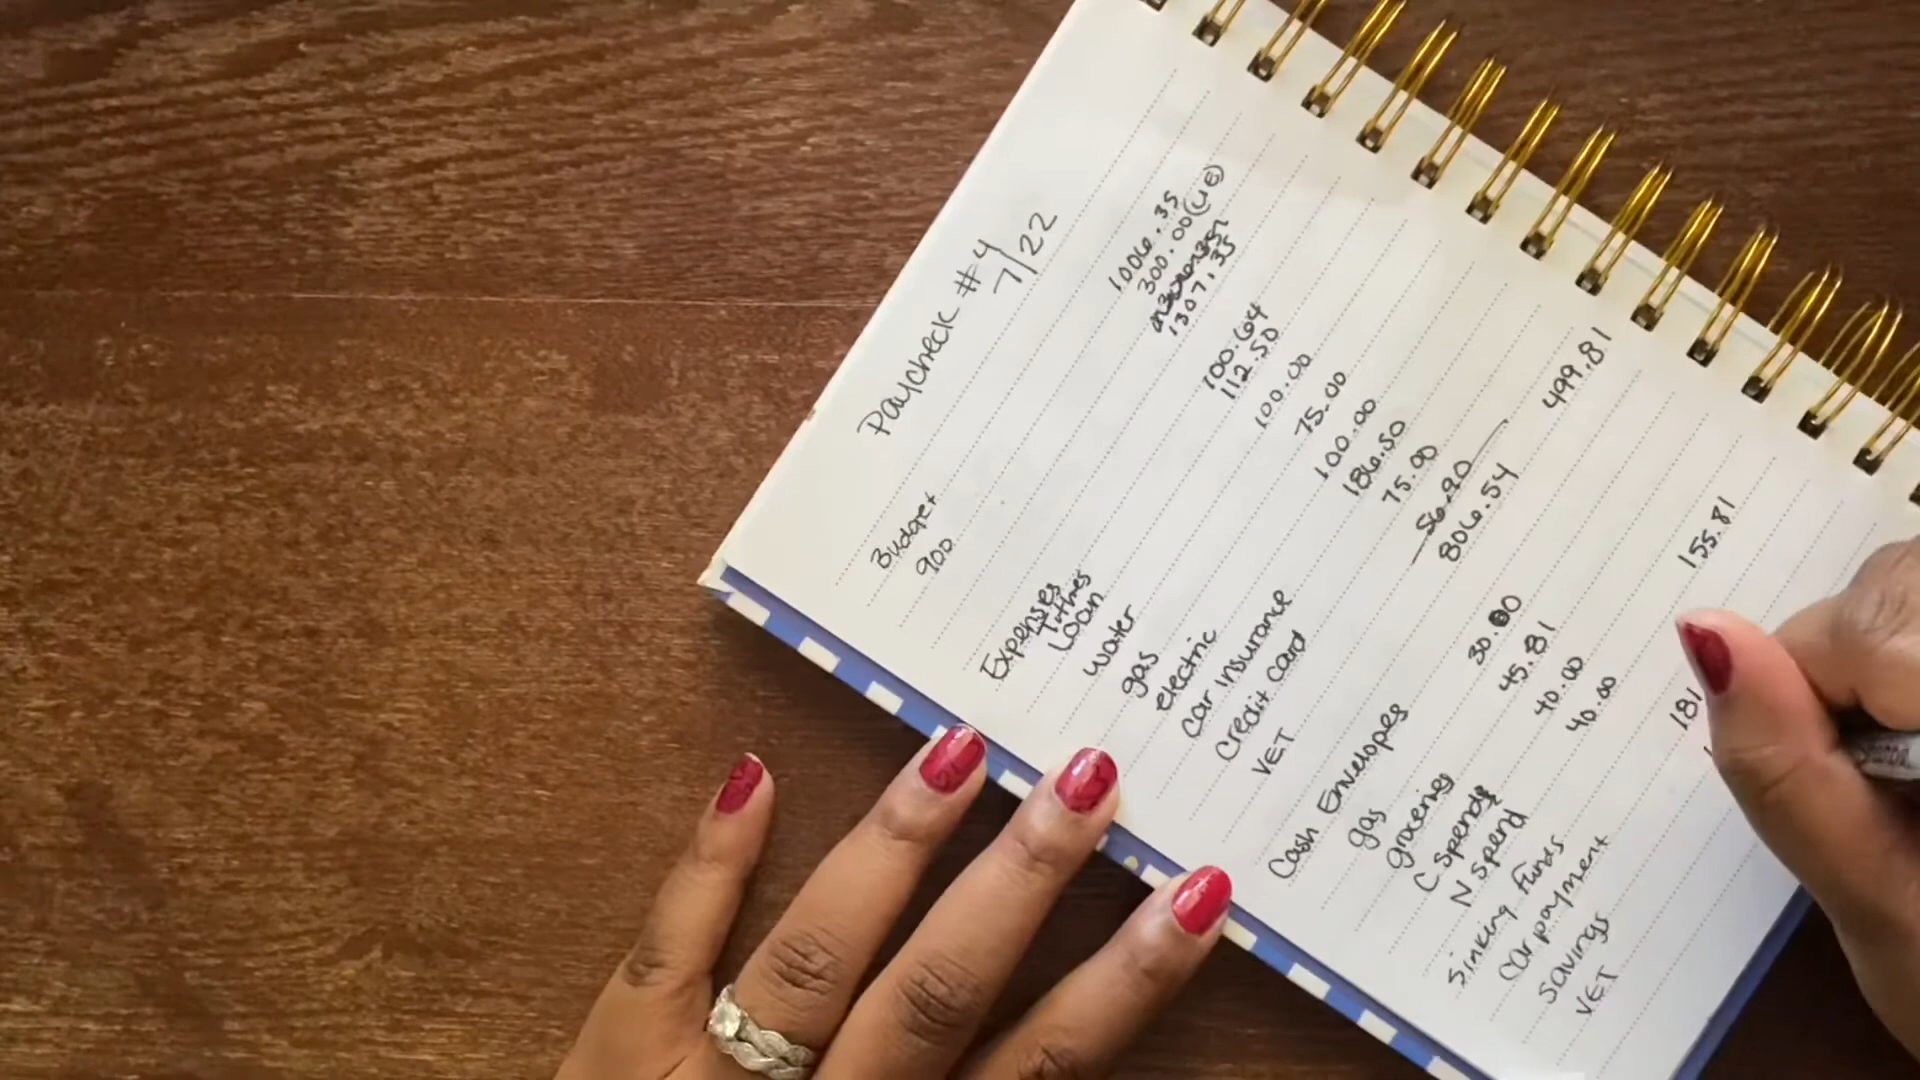 Paycheck #4
7/22
Budget
900
1006.35
300.00 (UE)
1307.35
Expenses
Tithes 100.64
Loan 112.50
water 100.00
gas 75.00
electric 100.00
car insurance 186.50
credit card 75.00
VET 56.90
806.54
499.81
Cash Envelopes
gas 30.00
groceries 45.81
C spend 40.00
N spend 40.00
155.81
Sinking funds
car payment 181
savings
VET